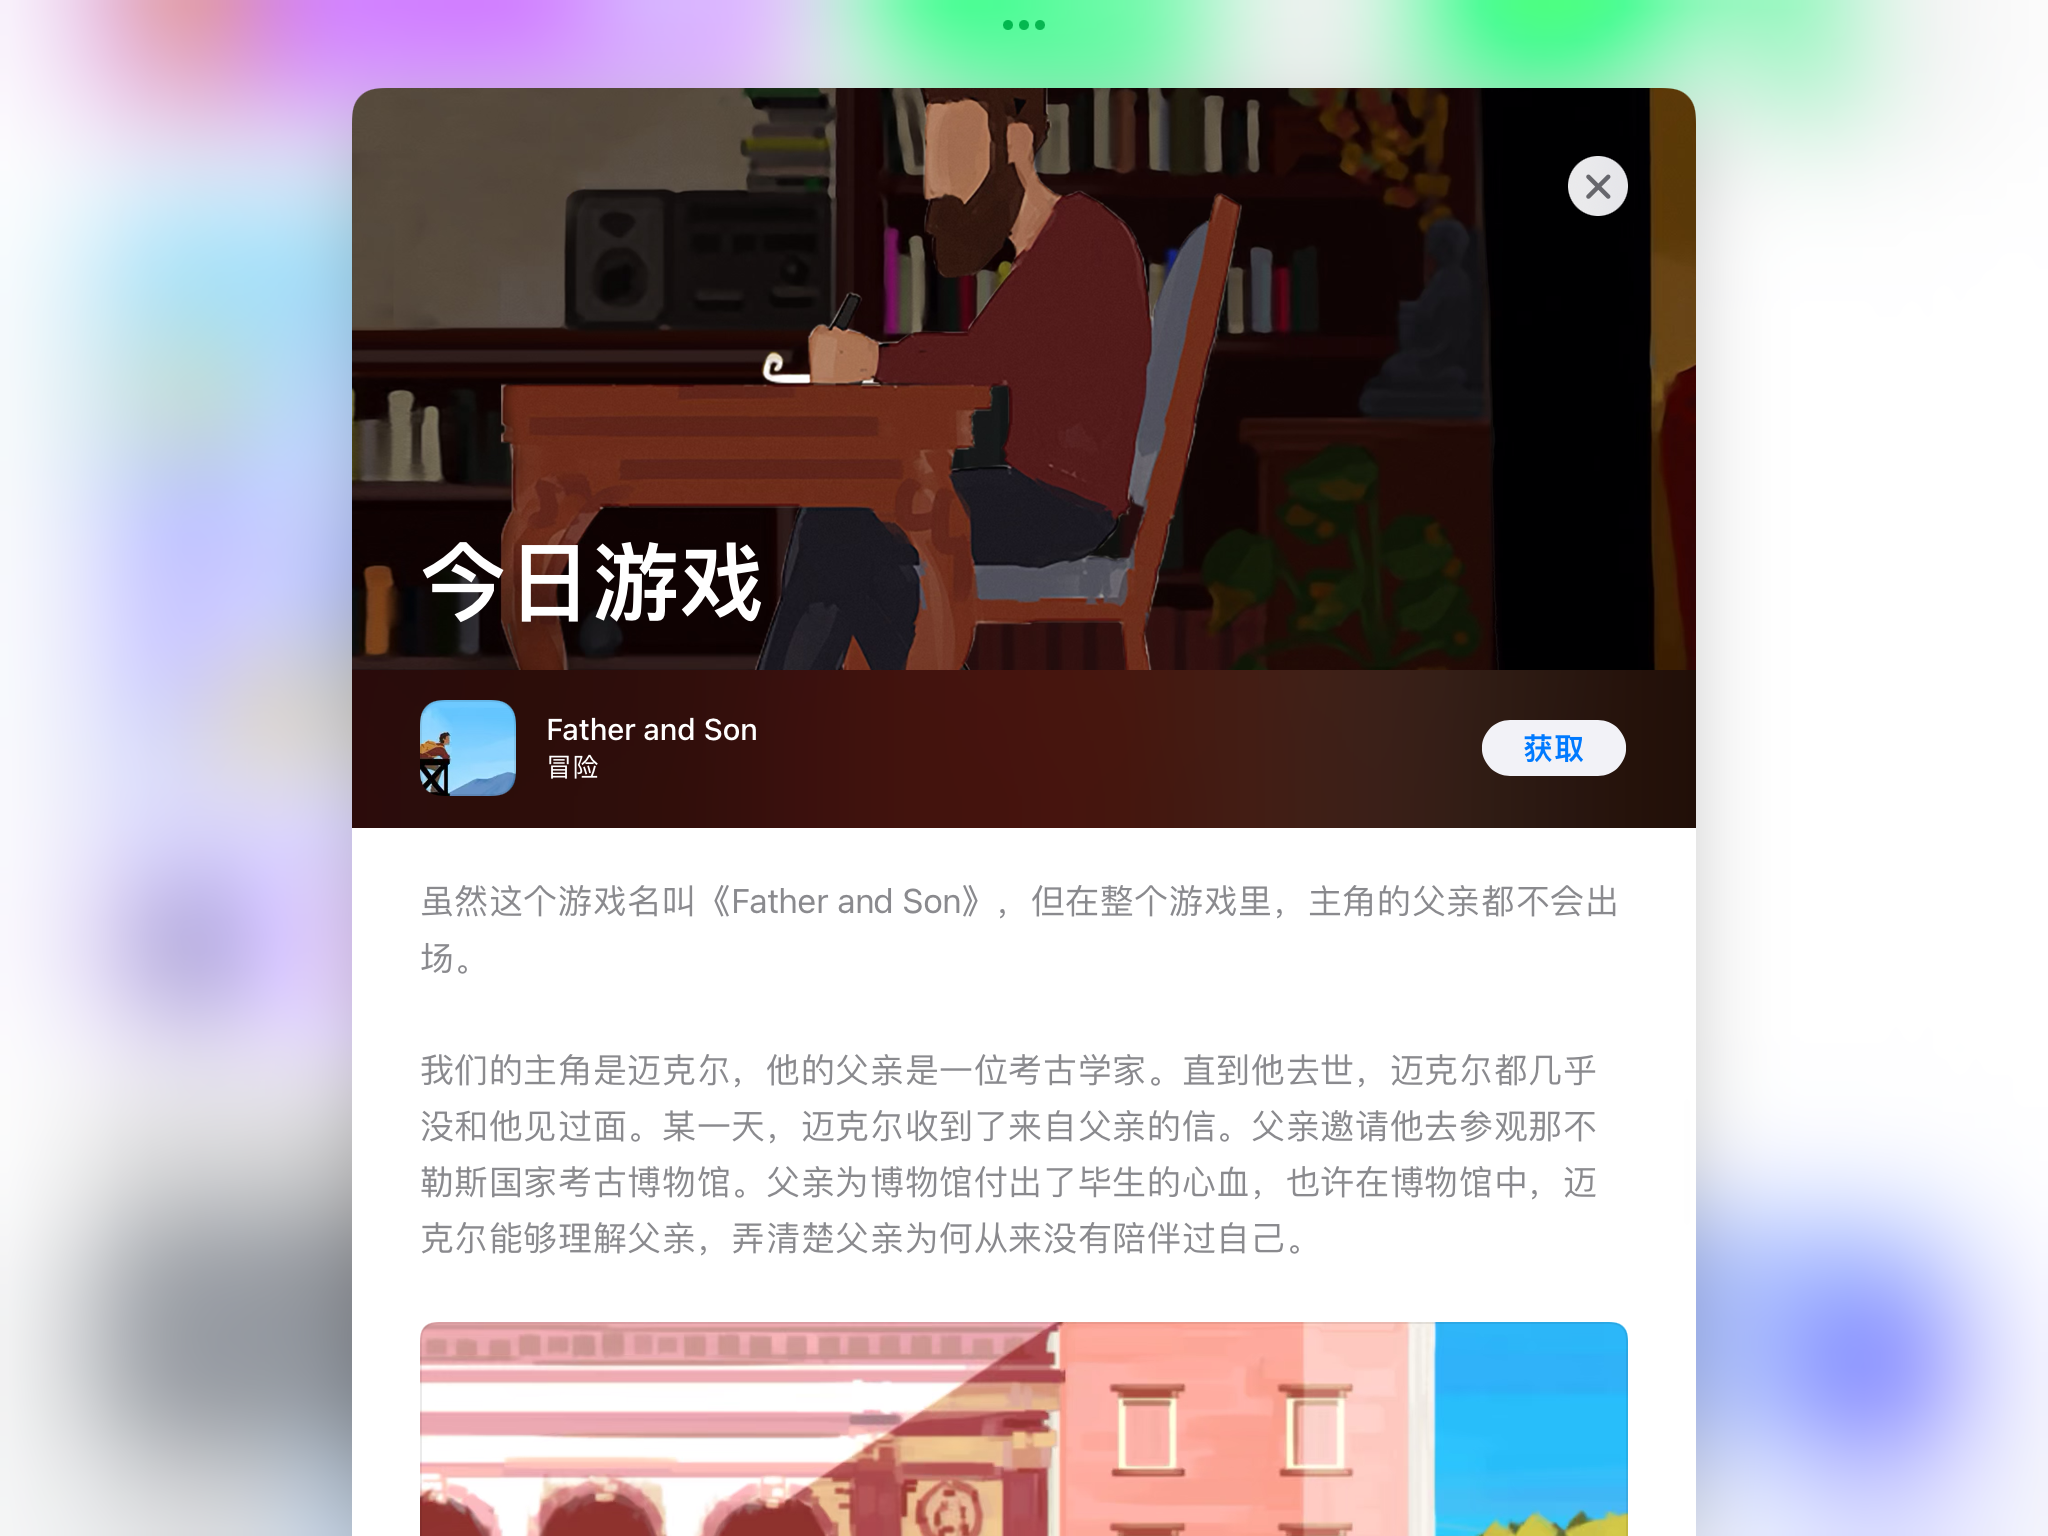 今日游戏
Father and Son
冒险
获取
虽然这个游戏名叫《Father and Son》，但在整个游戏里，主角的父亲都不会出
场。
我们的主角是迈克尔，他的父亲是一位考古学家。直到他去世，迈克尔都几乎
没和他见过面。某一天，迈克尔收到了来自父亲的信。父亲邀请他去参观那不
勒斯国家考古博物馆。父亲为博物馆付出了毕生的心血，也许在博物馆中，迈
克尔能够理解父亲，弄清楚父亲为何从来没有陪伴过自己。